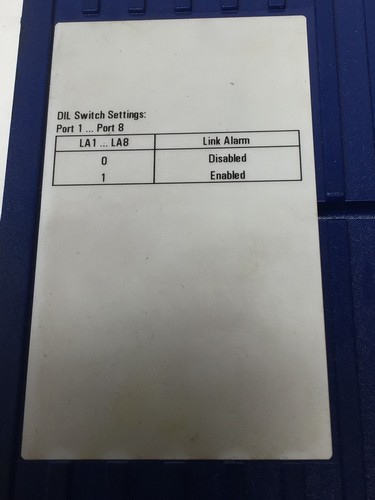 DIL Switch Settings:
Port 1 ... Port 8
LA1 ... LA8 Link Alarm
0 Disabled
1 Enabled